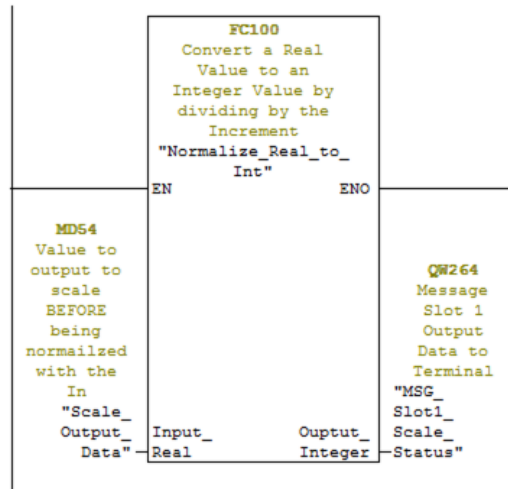 FC100
Convert a Real
Value to an
Integer Value by
dividing by the
Increment
"Normalize_Real_to_
Int"
EN ENO
MD54
Value to
output to
scale
BEFORE
being
normailzed
with the
In
"Scale_
Output_
Data"
Input_
Real
Ouptut_
Integer
QW264
Message
Slot 1
Output
Data to
Terminal
"MSG_
Slot1_
Scale_
Status"